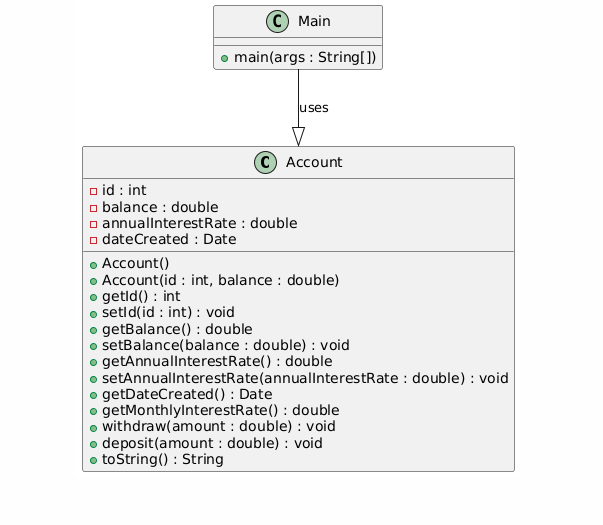 C Main
main(args : String[])
uses
C Account
id : int
balance : double
annualInterestRate : double
dateCreated : Date
Account()
Account(id : int, balance : double)
getId() : int
setId(id : int) : void
getBalance() : double
setBalance(balance : double) : void
getAnnualInterestRate() : double
setAnnualInterestRate(annualInterestRate : double) : void
getDateCreated() : Date
getMonthlyInterestRate() : double
withdraw(amount : double) : void
deposit(amount : double) : void
toString() : String